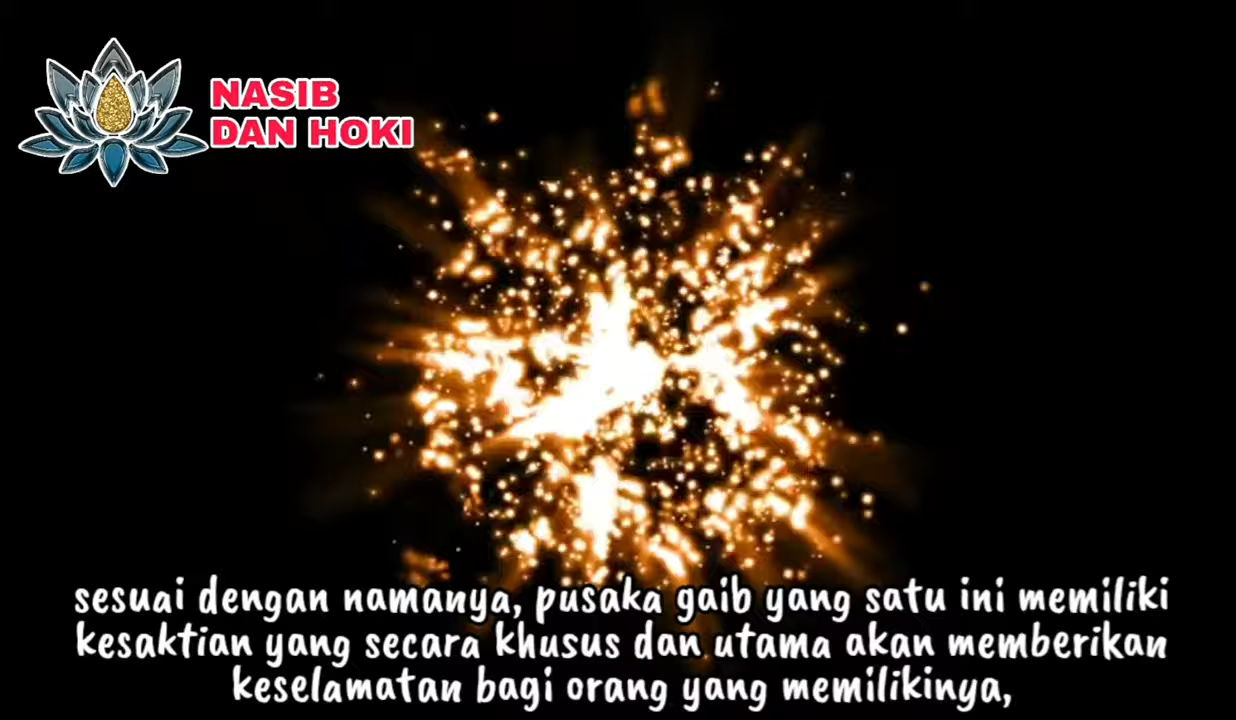 NASIB
DAN HOKI
sesuai dengan namanya, pusaka gaib yang satu ini memiliki
kesaktian yang secara khusus dan utama akan memberikan
keselamatan bagi orang yang memilikinya,